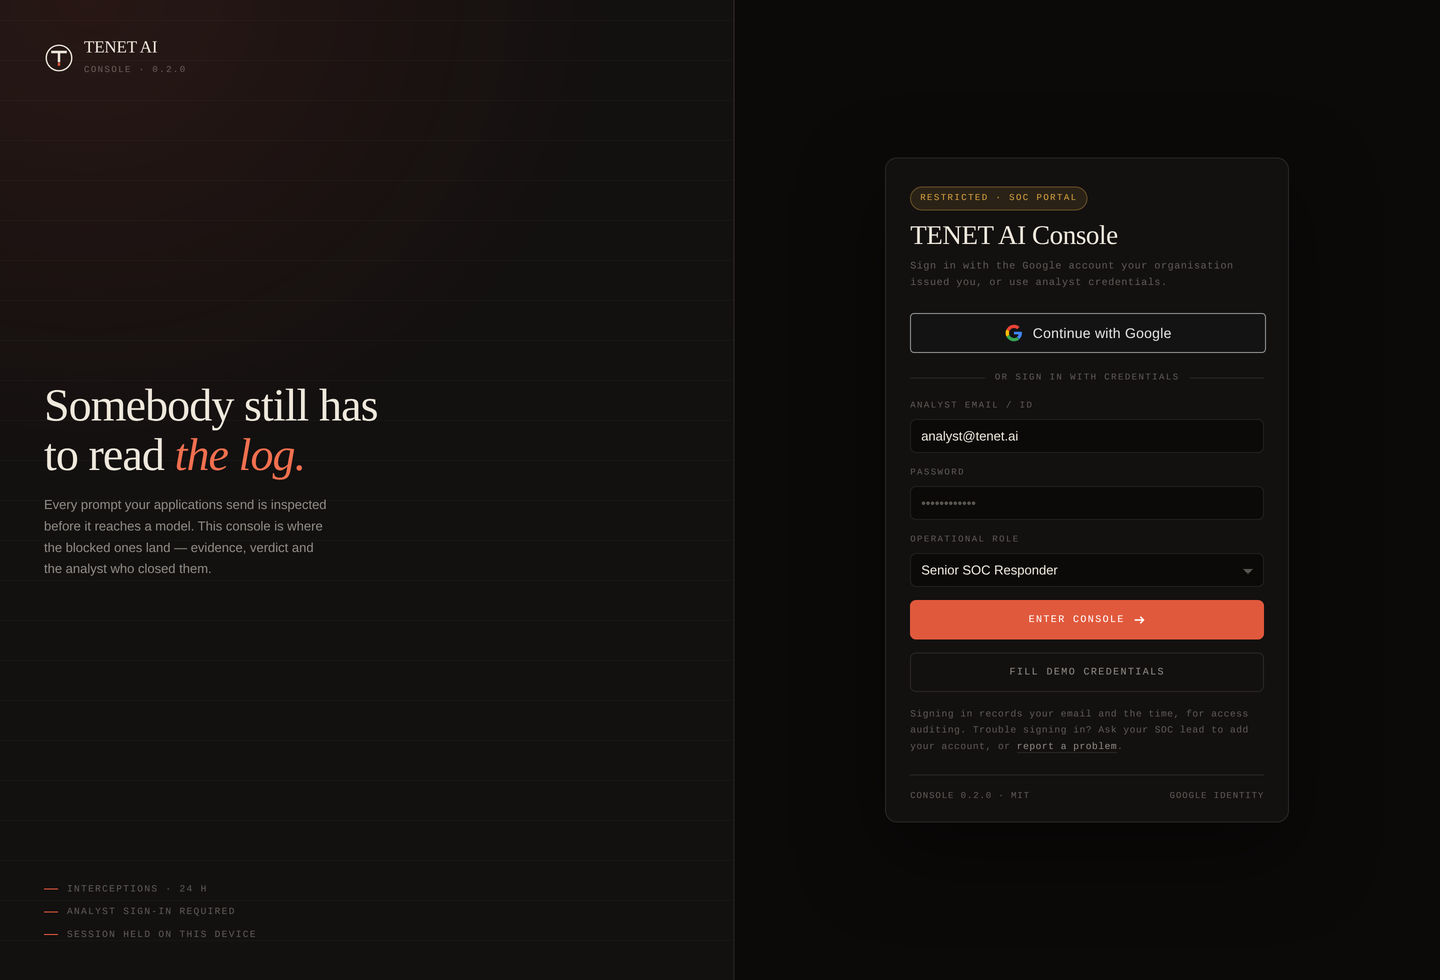 TENET AI
CONSOLE · 0.2.0
Somebody still has
to read the log.
Every prompt your applications send is inspected
before it reaches a model. This console is where
the blocked ones land — evidence, verdict and
the analyst who closed them.
INTERCEPTIONS · 24 H
ANALYST SIGN-IN REQUIRED
SESSION HELD ON THIS DEVICE
RESTRICTED · SOC PORTAL
TENET AI Console
Sign in with the Google account your organisation
issued you, or use analyst credentials.
Continue with Google
OR SIGN IN WITH CREDENTIALS
ANALYST EMAIL / ID
analyst@tenet.ai
PASSWORD
••••••••••••
OPERATIONAL ROLE
Senior SOC Responder
ENTER CONSOLE →
FILL DEMO CREDENTIALS
Signing in records your email and the time, for access
auditing. Trouble signing in? Ask your SOC lead to add
your account, or report a problem.
CONSOLE 0.2.0 · MIT
GOOGLE IDENTITY